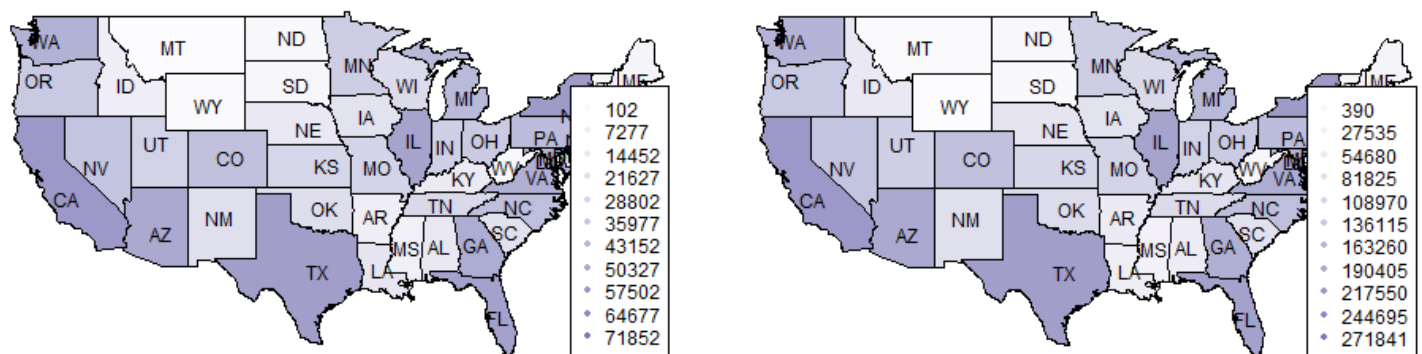 WA MT ND MN
OR ID WY SD WI MI
NV UT CO NE IA IL IN OH PA
CA AZ NM KS MO KY WV VA
OK AR TN NC
TX LA MS AL GA SC
FL
102
7277
14452
21627
28802
35977
43152
50327
57502
64677
71852
WA MT ND MN ME
OR ID WY SD WI MI
NV UT CO NE IA IL IN OH PA
CA AZ NM KS MO KY WV VA
OK AR TN NC
TX LA MS AL GA SC
FL
390
27535
54680
81825
108970
136115
163260
190405
217550
244695
271841